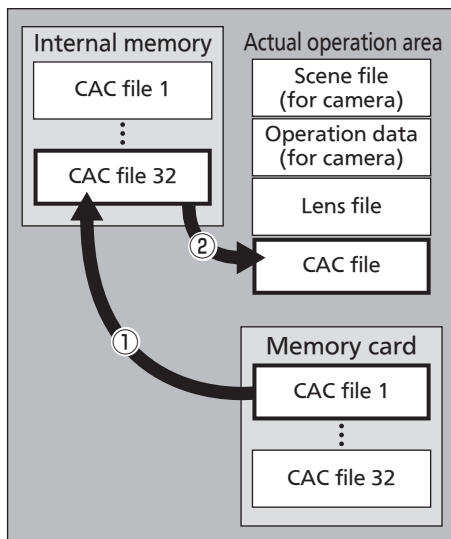 Internal memory
CAC file 1
CAC file 32
Actual operation area
Scene file
(for camera)
Operation data
(for camera)
Lens file
CAC file
②
①
Memory card
CAC file 1
CAC file 32